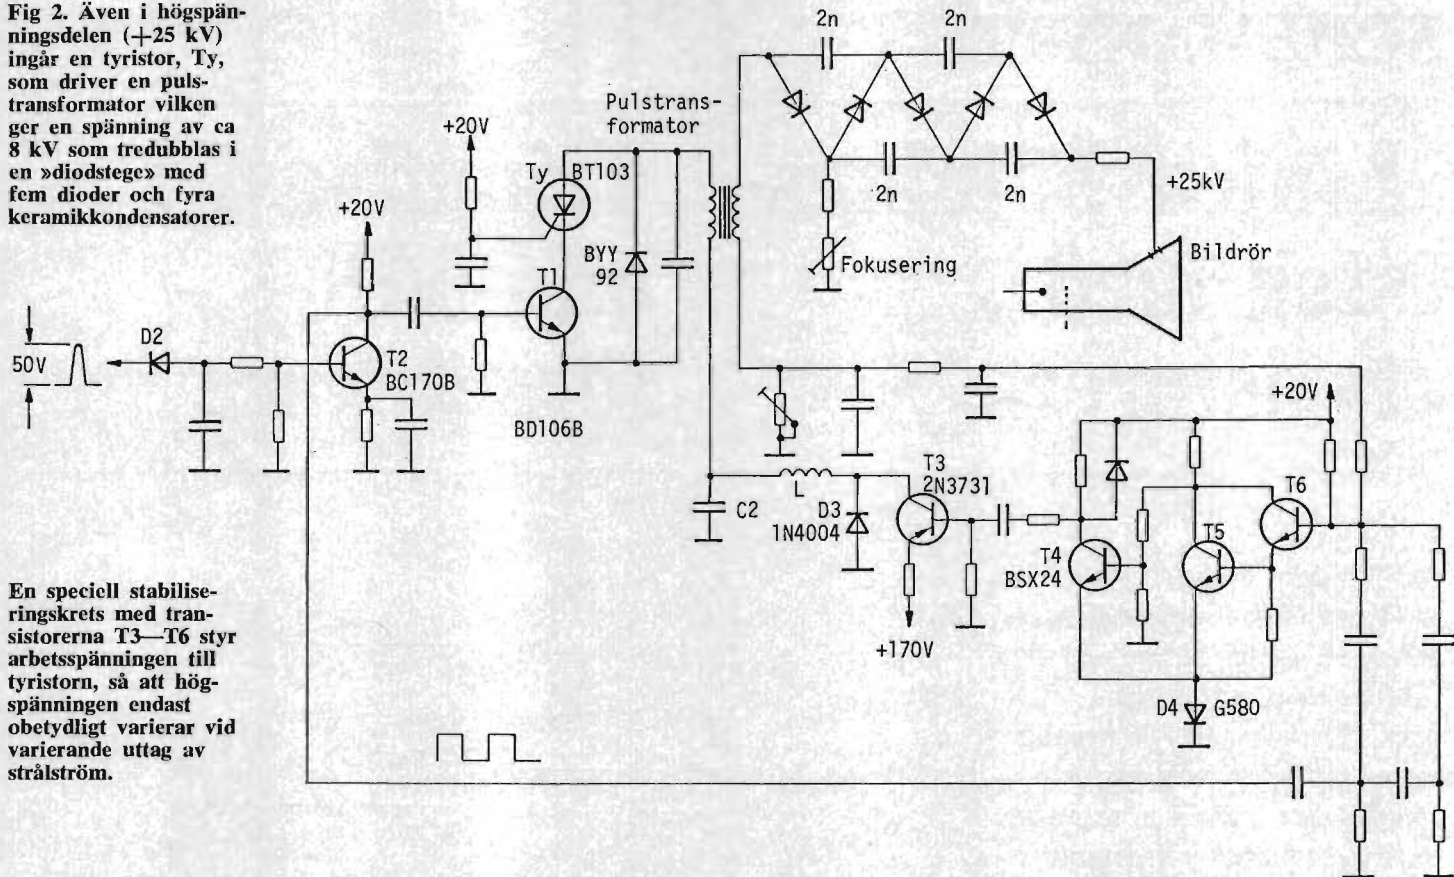 Fig 2. Även i högspän-
ningsdelen (+25 kV)
ingår en tyristor, Ty,
som driver en puls-
transformator vilken
ger en spänning av ca
8 kV som tredubblas i
en »diodstege» med
fem dioder och fyra
keramikkondensatorer.
2n
2n
Pulstrans-
formator
+20V
Ty BT103
2n
2n
+25kV
+20V
BYY
92
Fokusering
Bildrör
T1
D2
50V
T2
BC170B
+20V
BD106B
T3
2N3731
T6
C2
L
D3
1N4004
T4
BSX24
T5
En speciell stabilise-
ringskrets med tran-
sistorerna T3—T6 styr
arbetsspänningen till
tyristorn, så att hög-
spänningen endast
obetydligt varierar vid
varierande uttag av
strålström.
+170V
D4 G580